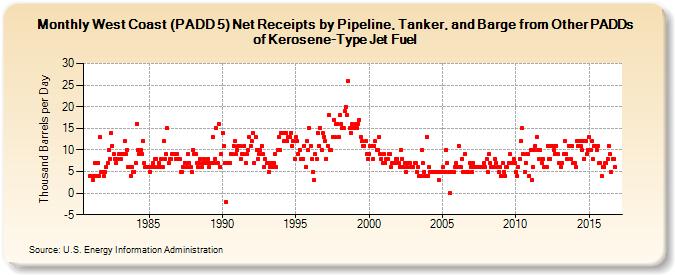 Monthly West Coast (PADD 5) Net Receipts by Pipeline, Tanker, and Barge from Other PADDs
of Kerosene-Type Jet Fuel
Thousand Barrels per Day
30
25
20
15
10
5
0
-5
1985 1990 1995 2000 2005 2010 2015
Source: U.S. Energy Information Administration